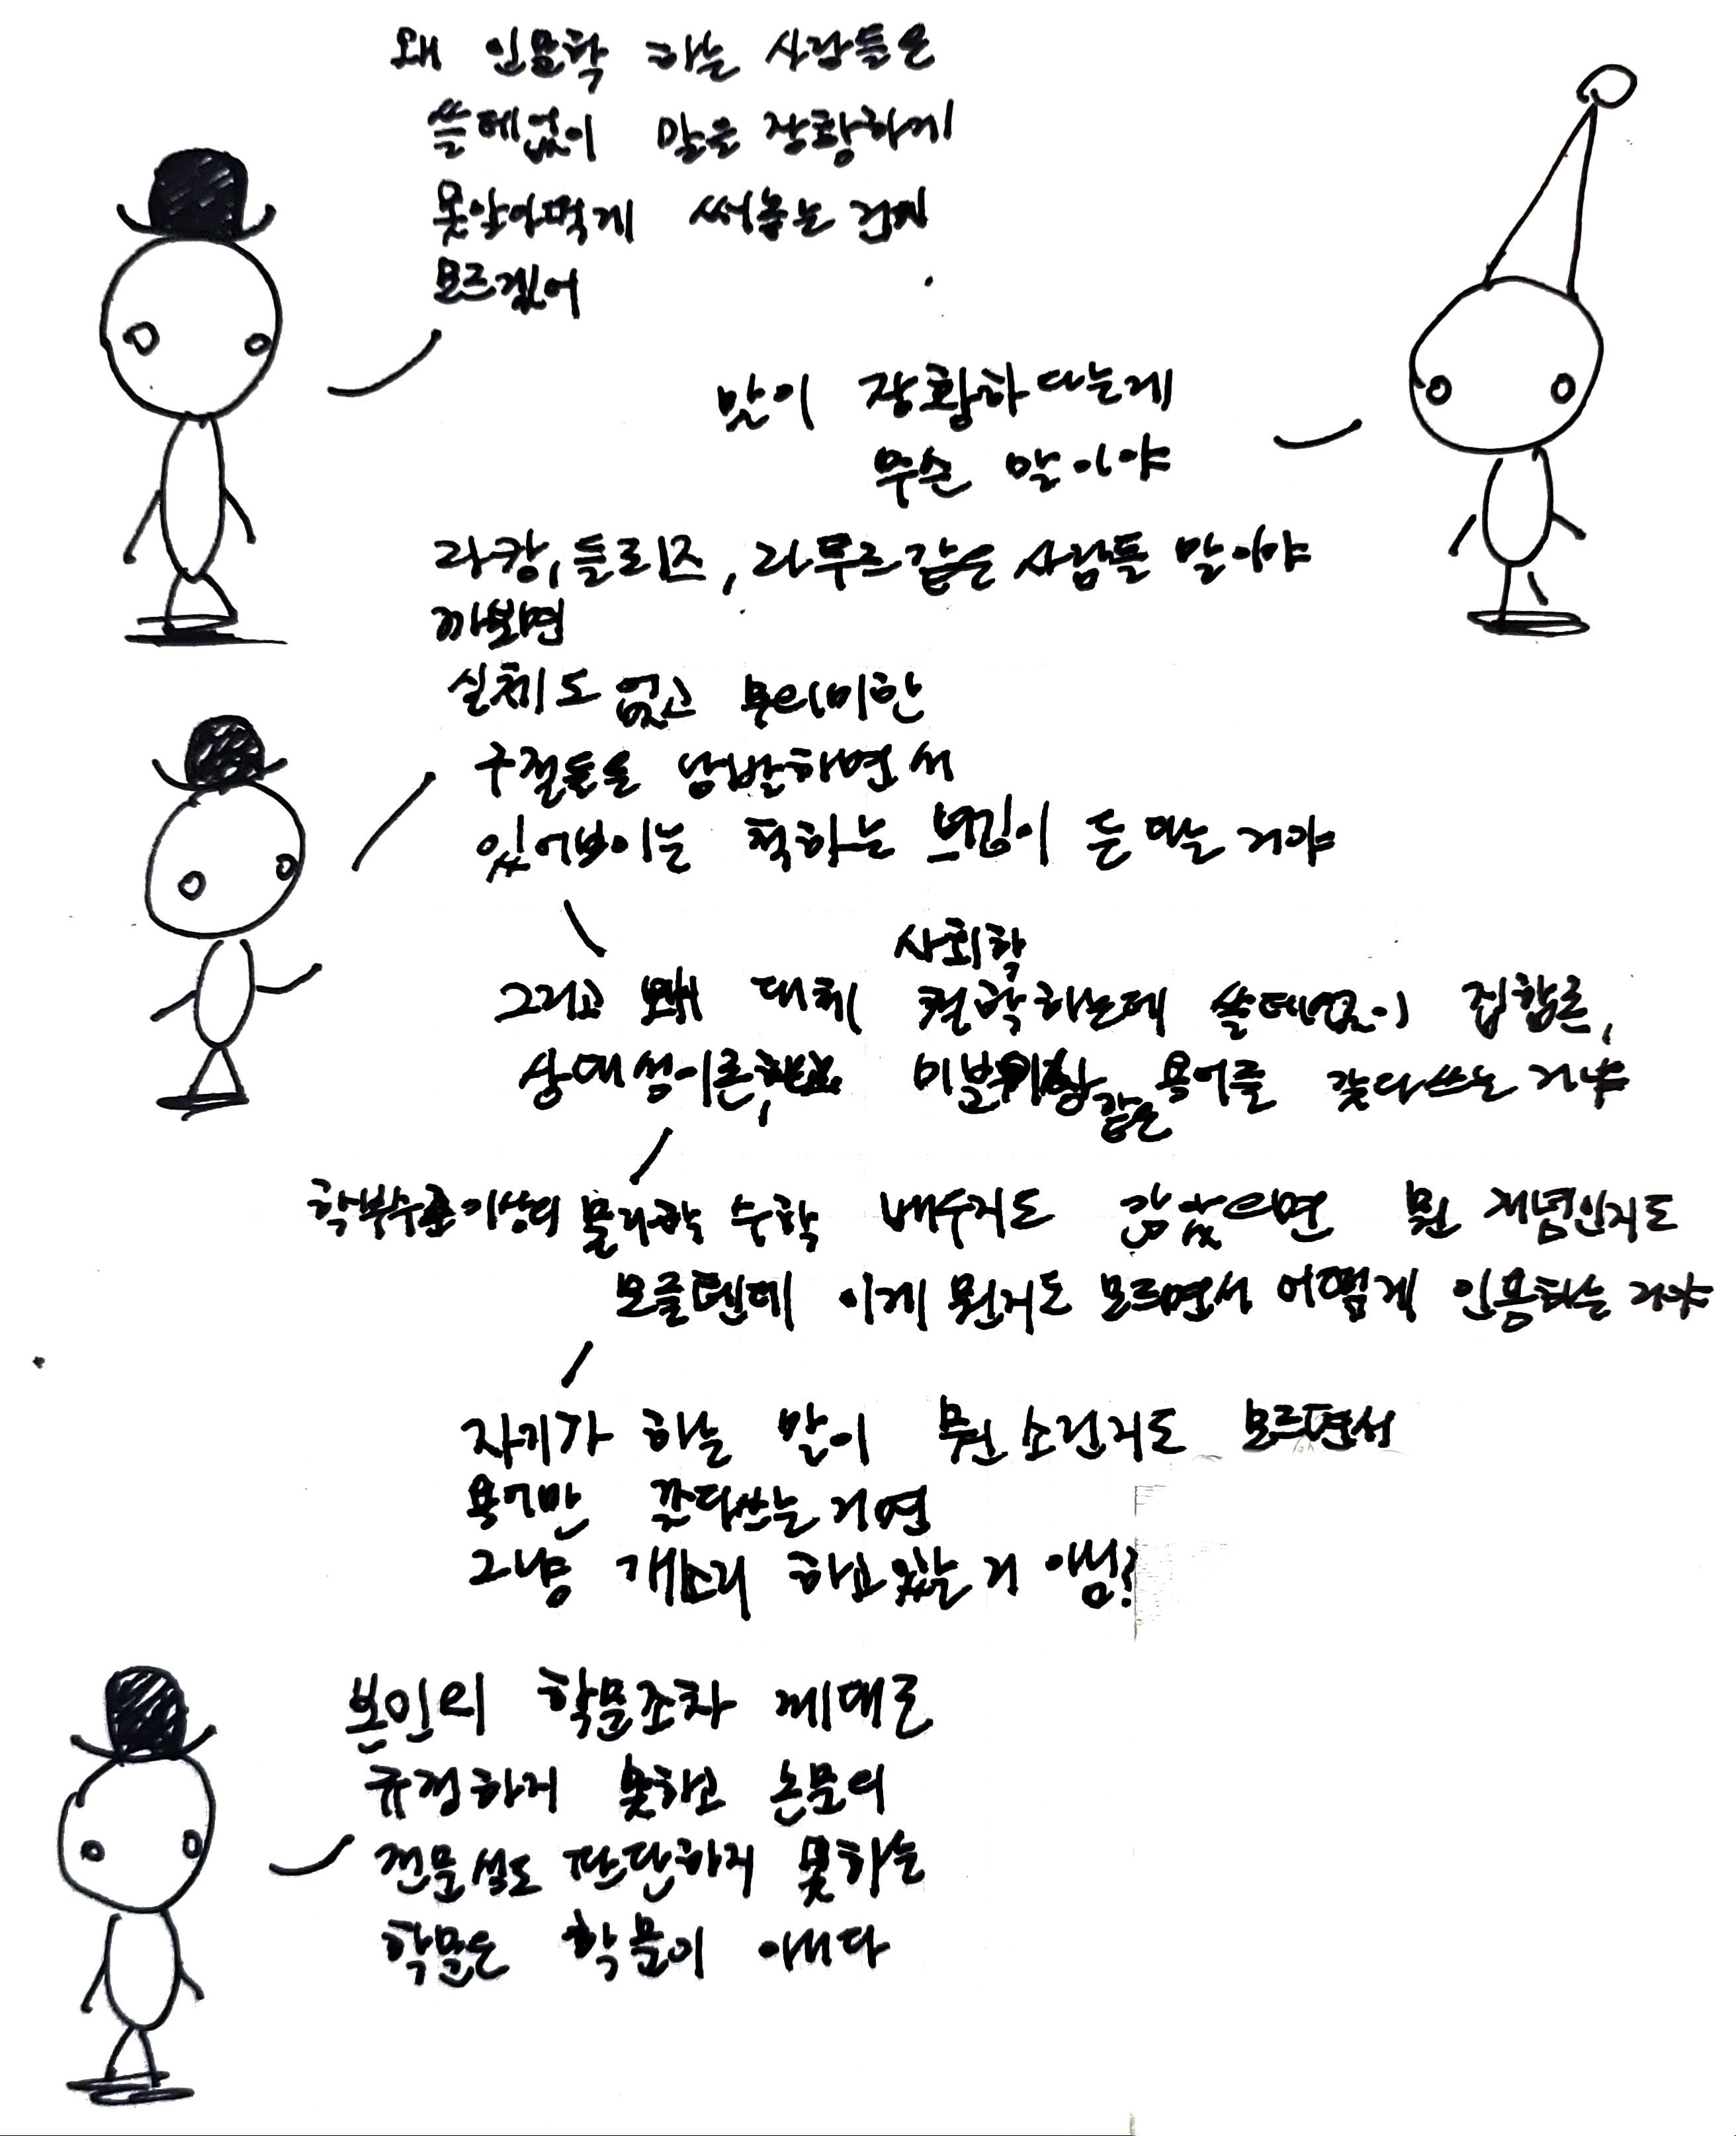 왜 인문학 하는 사람들은
쓸데없이 말을 장황하게
못알아먹게 써놓는 건지
모르겠어
말이 장황하다는게
무슨 말이야
라캉, 들뢰즈, 라투르같은 사람들 말이야
까보면
실체도 없고 무의미한
구절들을 남발하면서
있어보이는 척하는 느낌이 든 말야
사회학
그리고 왜 대체 철학하는데 쓸데없이 집합론,
상대성이론, 미분 같은 용어를 갖다쓰는 거야
학부수준이상의 물리학 수학 배우지도 않았으면 뭔 개념인지도
모를텐데 이게 뭔지도 모르면서 어떻게 인용하는 거야
자기가 하는 말이 뭔소린지도 모르면서
용어만 갖다쓰는거면
그냥 개소리 하고있는거 아님?
본인의 학문조차 제대로
규정하지 못하고 논문의
전문성도 판단하지 못하는
학문은 학문이 아니다